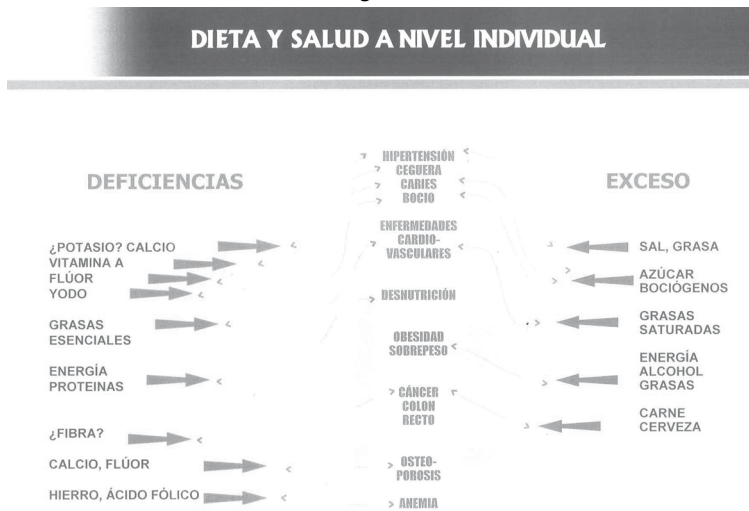 DIETA Y SALUD A NIVEL INDIVIDUAL
DEFICIENCIAS
¿POTASIO? CALCIO
VITAMINA A
FLÚOR
YODO
GRASAS
ESENCIALES
ENERGÍA
PROTEINAS
¿FIBRA?
CALCIO, FLÚOR
HIERRO, ÁCIDO FÓLICO
HIPERTENSIÓN
CEGUERA
CARIES
BOCIO
ENFERMEDADES
CARDIO-
VASCULARES
DESNUTRICIÓN
OBESIDAD
SOBREPESO
CÁNCER
COLON
RECTO
OSTEO-
POROSIS
ANEMIA
EXCESO
SAL, GRASA
AZÚCAR
BOCIÓGENOS
GRASAS
SATURADAS
ENERGÍA
ALCOHOL
GRASAS
CARNE
CERVEZA